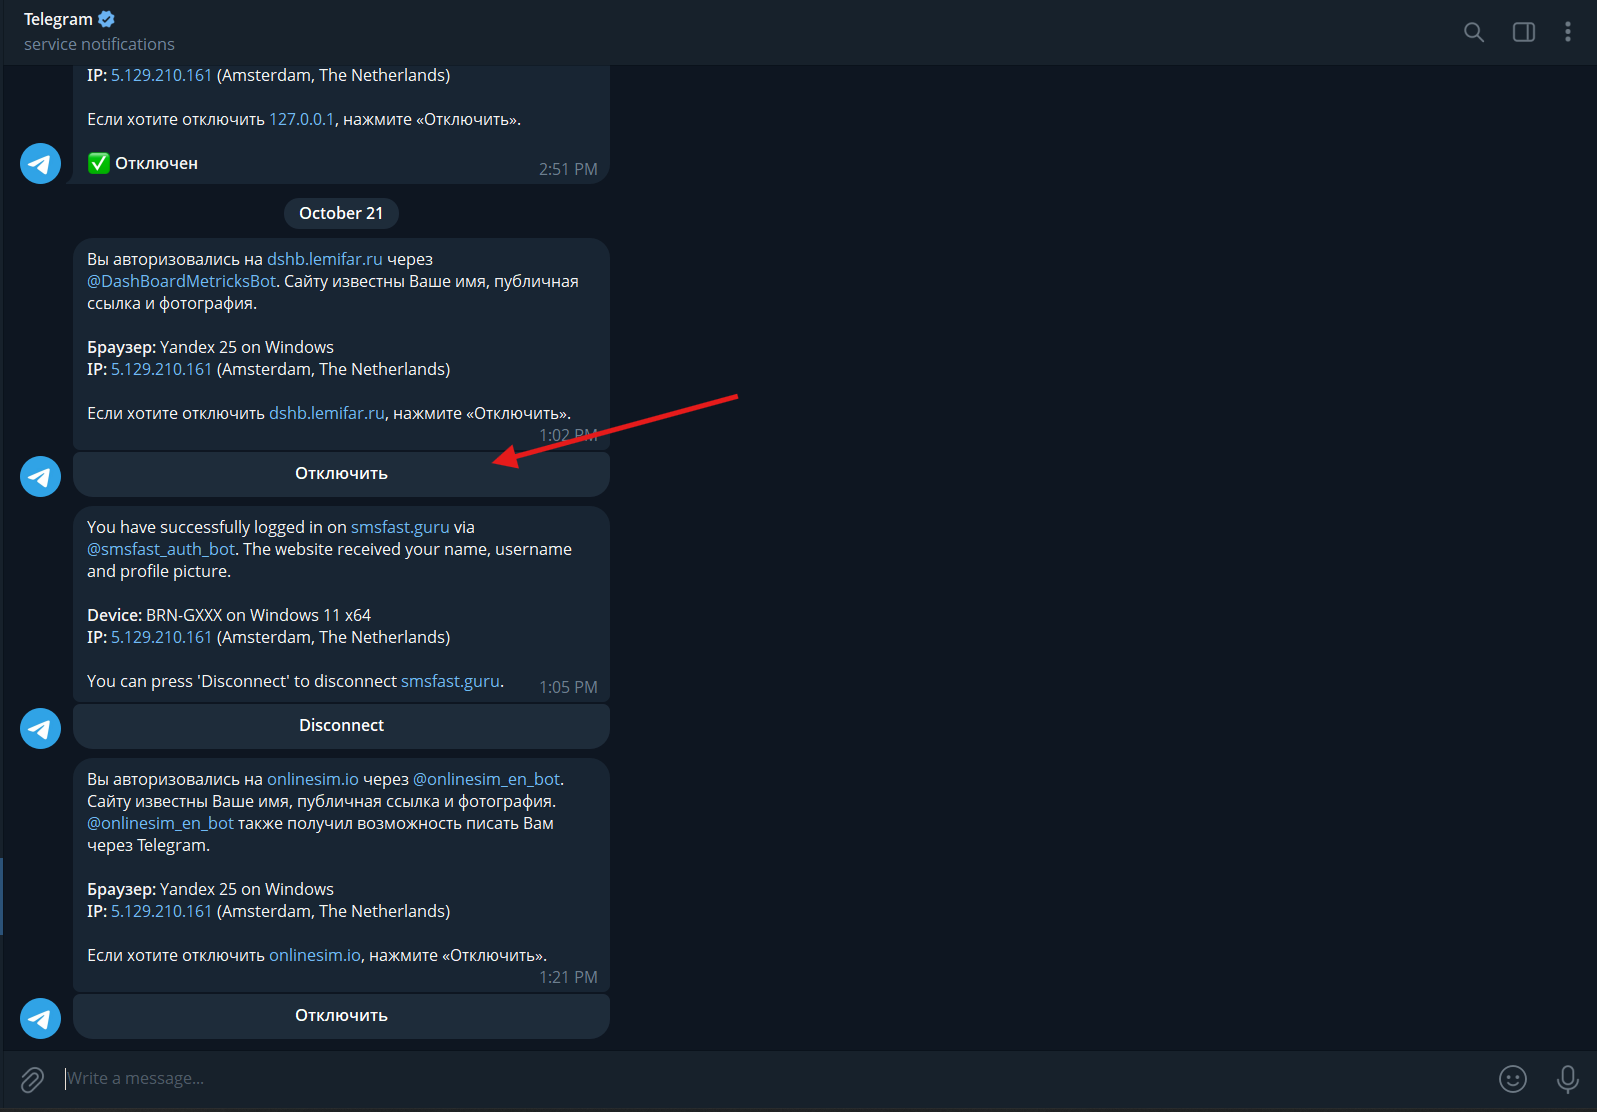 Telegram
service notifications
IP: 5.129.210.161 (Amsterdam, The Netherlands)
Если хотите отключить 127.0.0.1, нажмите «Отключить».
✅ Отключен
2:51 PM
October 21
Вы авторизовались на dshb.lemifar.ru через
@DashBoardMetricksBot. Сайту известны Ваше имя, публичная
ссылка и фотография.
Браузер: Yandex 25 on Windows
IP: 5.129.210.161 (Amsterdam, The Netherlands)
Если хотите отключить dshb.lemifar.ru, нажмите «Отключить».
1:02 PM
Отключить
You have successfully logged in on smsfast.guru via
@smsfast_auth_bot. The website received your name, username
and profile picture.
Device: BRN-GXXX on Windows 11 x64
IP: 5.129.210.161 (Amsterdam, The Netherlands)
You can press 'Disconnect' to disconnect smsfast.guru.
1:05 PM
Disconnect
Вы авторизовались на onlinesim.io через @onlinesim_en_bot.
Сайту известны Ваше имя, публичная ссылка и фотография.
@onlinesim_en_bot также получил возможность писать Вам
через Telegram.
Браузер: Yandex 25 on Windows
IP: 5.129.210.161 (Amsterdam, The Netherlands)
Если хотите отключить onlinesim.io, нажмите «Отключить».
1:21 PM
Отключить
Write a message...